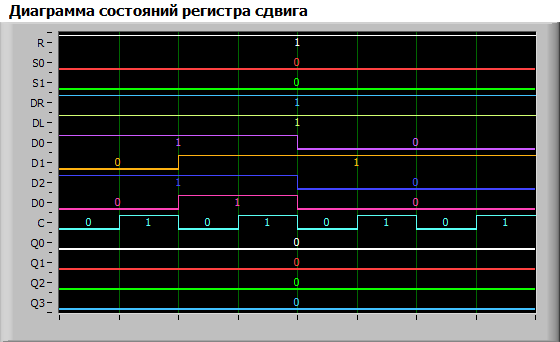 Диаграмма состояний регистра сдвига
R 1
S0 0
S1 0
DR 1
DL 1
D0 1 0
D1 0 1
D2 1 0
D0 0 1 0
C 0 1 0 1 0 1 0 1
Q0 0
Q1 0
Q2 0
Q3 0